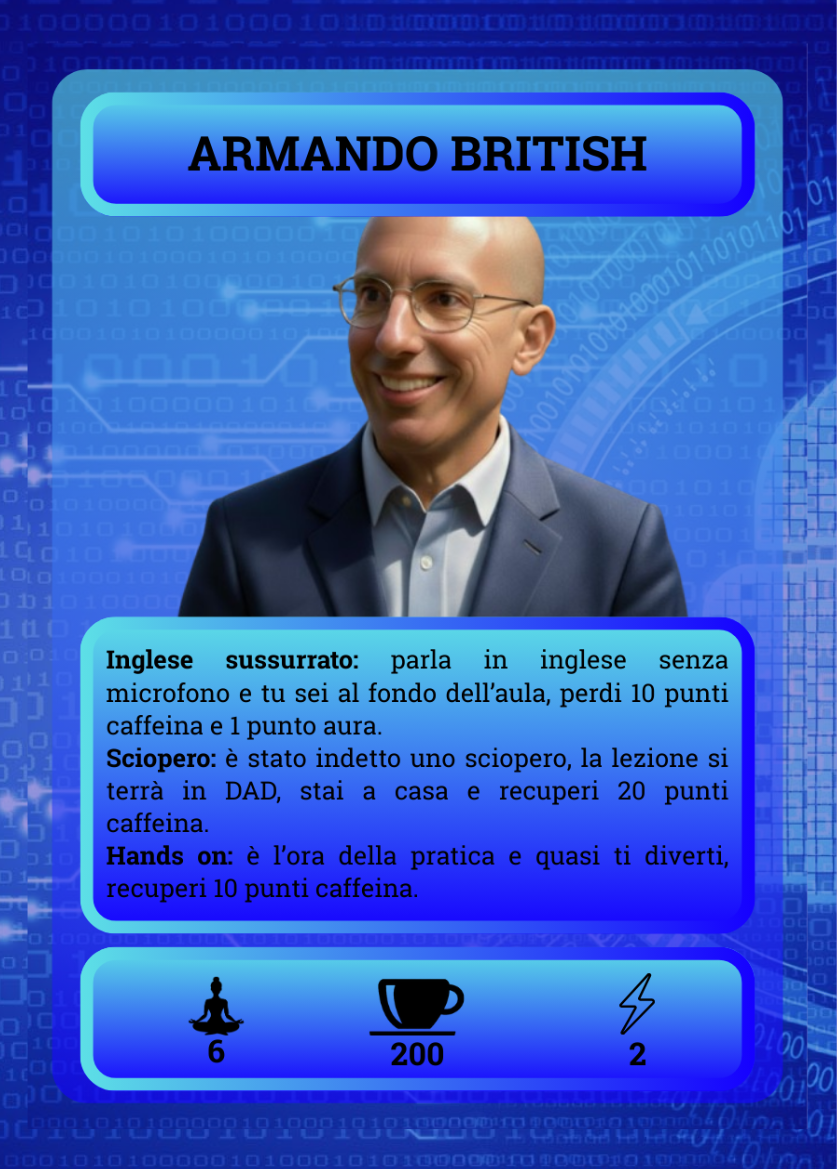 ARMANDO BRITISH
Inglese sussurrato: parla in inglese senza
microfono e tu sei al fondo dell’aula, perdi 10 punti
caffeina e 1 punto aura.
Sciopero: è stato indetto uno sciopero, la lezione si
terrà in DAD, stai a casa e recuperi 20 punti
caffeina.
Hands on: è l’ora della pratica e quasi ti diverti,
recuperi 10 punti caffeina.
6 200 2